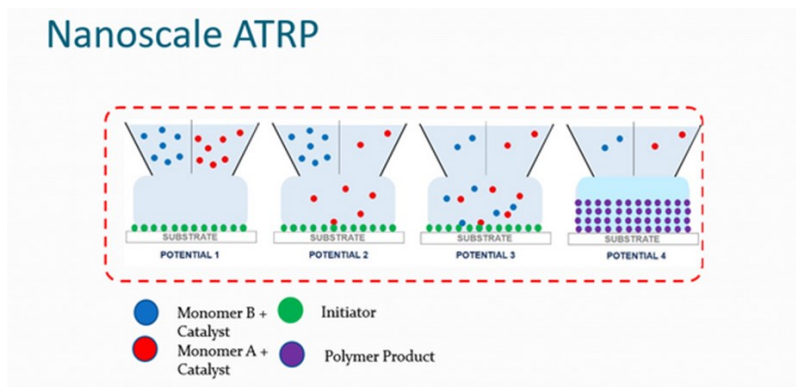 Nanoscale ATRP
SUBSTRATE
SUBSTRATE
SUBSTRATE
SUBSTRATE
POTENTIAL 1
POTENTIAL 2
POTENTIAL 3
POTENTIAL 4
Monomer B +
Catalyst
Initiator
Monomer A +
Catalyst
Polymer Product